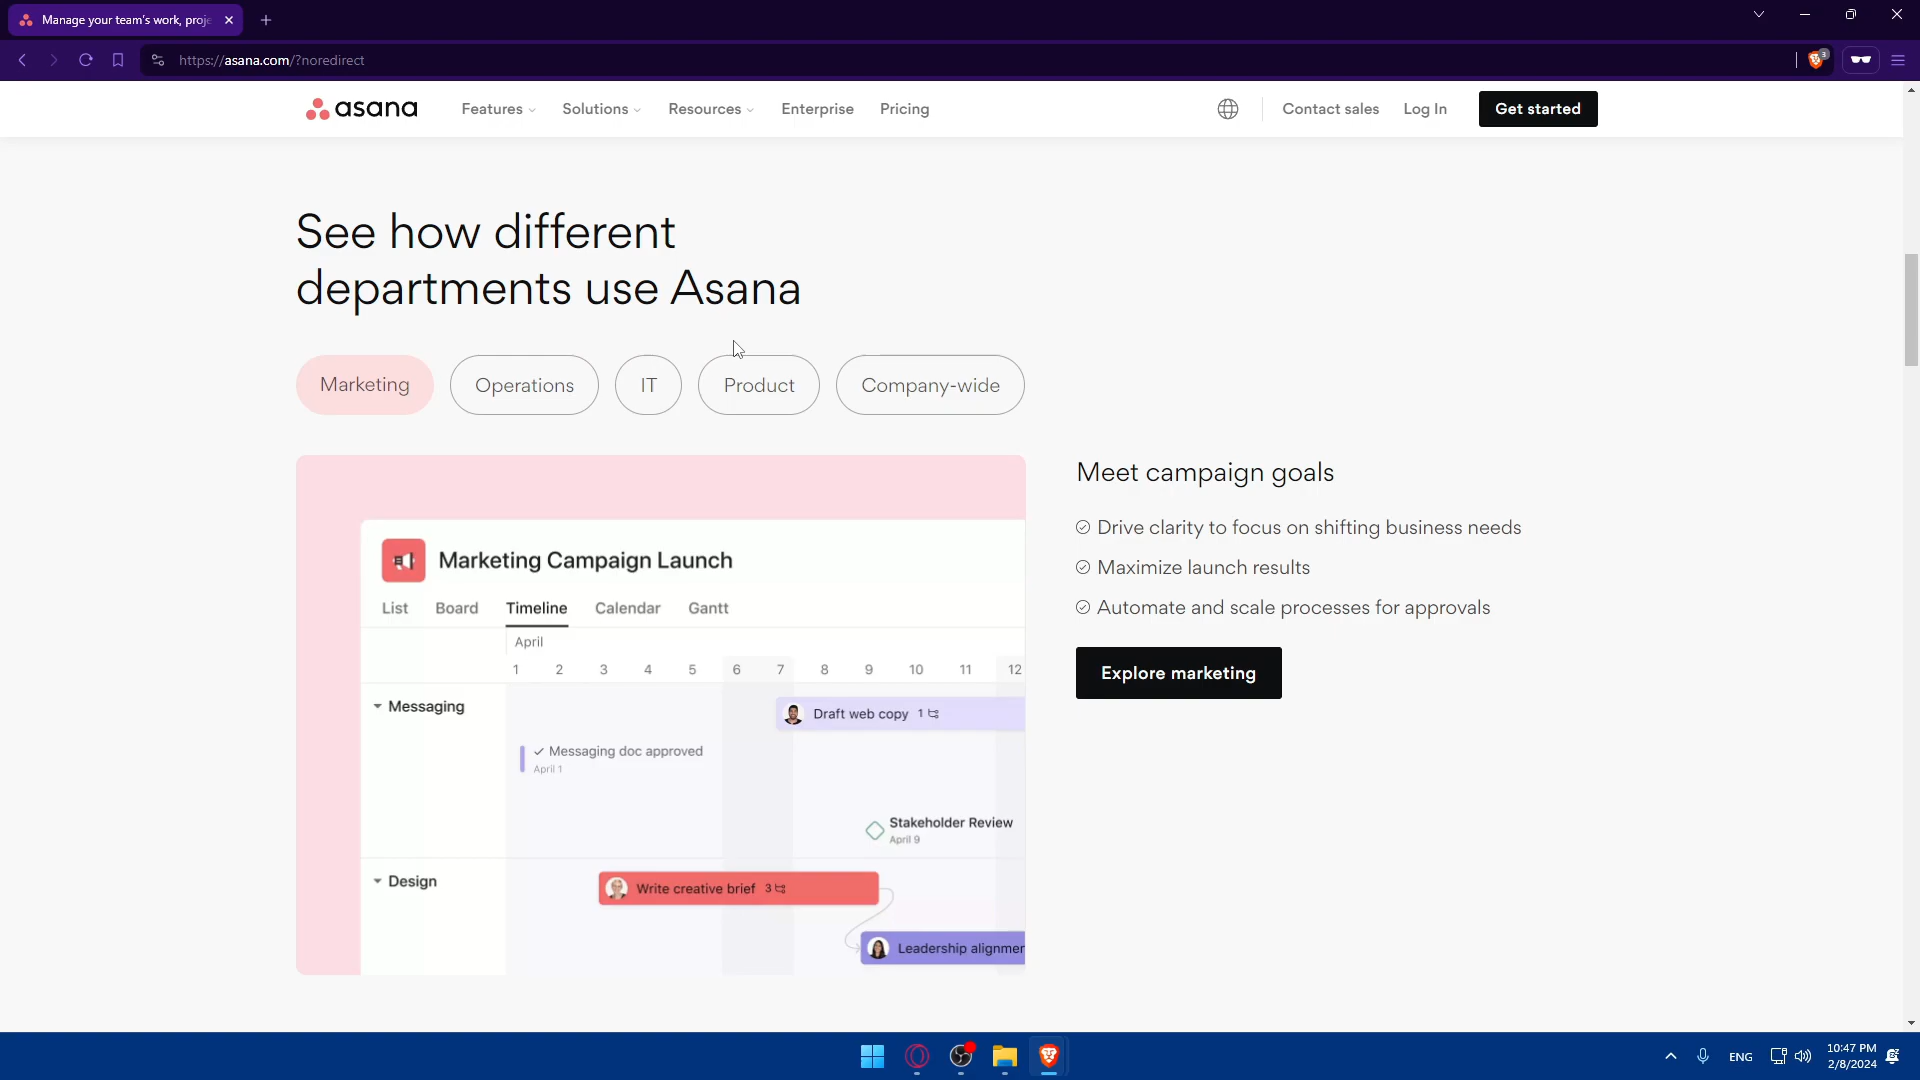 Manage your team's work, proje
https://asana.com/?noredirect
3
asana
Features
Solutions
Resources
Enterprise
Pricing
Contact sales
Log In
Get started
See how different
departments use Asana
Marketing
Operations
IT
Product
Company-wide
Marketing Campaign Launch
List Board Timeline Calendar Gantt
April
1 2 3 4 5 6 7 8 9 10 11 12
Messaging
Draft web copy 1
Messaging doc approved
April 1
Stakeholder Review
April 9
Design
Write creative brief 3
Leadership alignmen
Meet campaign goals
Drive clarity to focus on shifting business needs
Maximize launch results
Automate and scale processes for approvals
Explore marketing
ENG
10:47 PM
2/8/2024